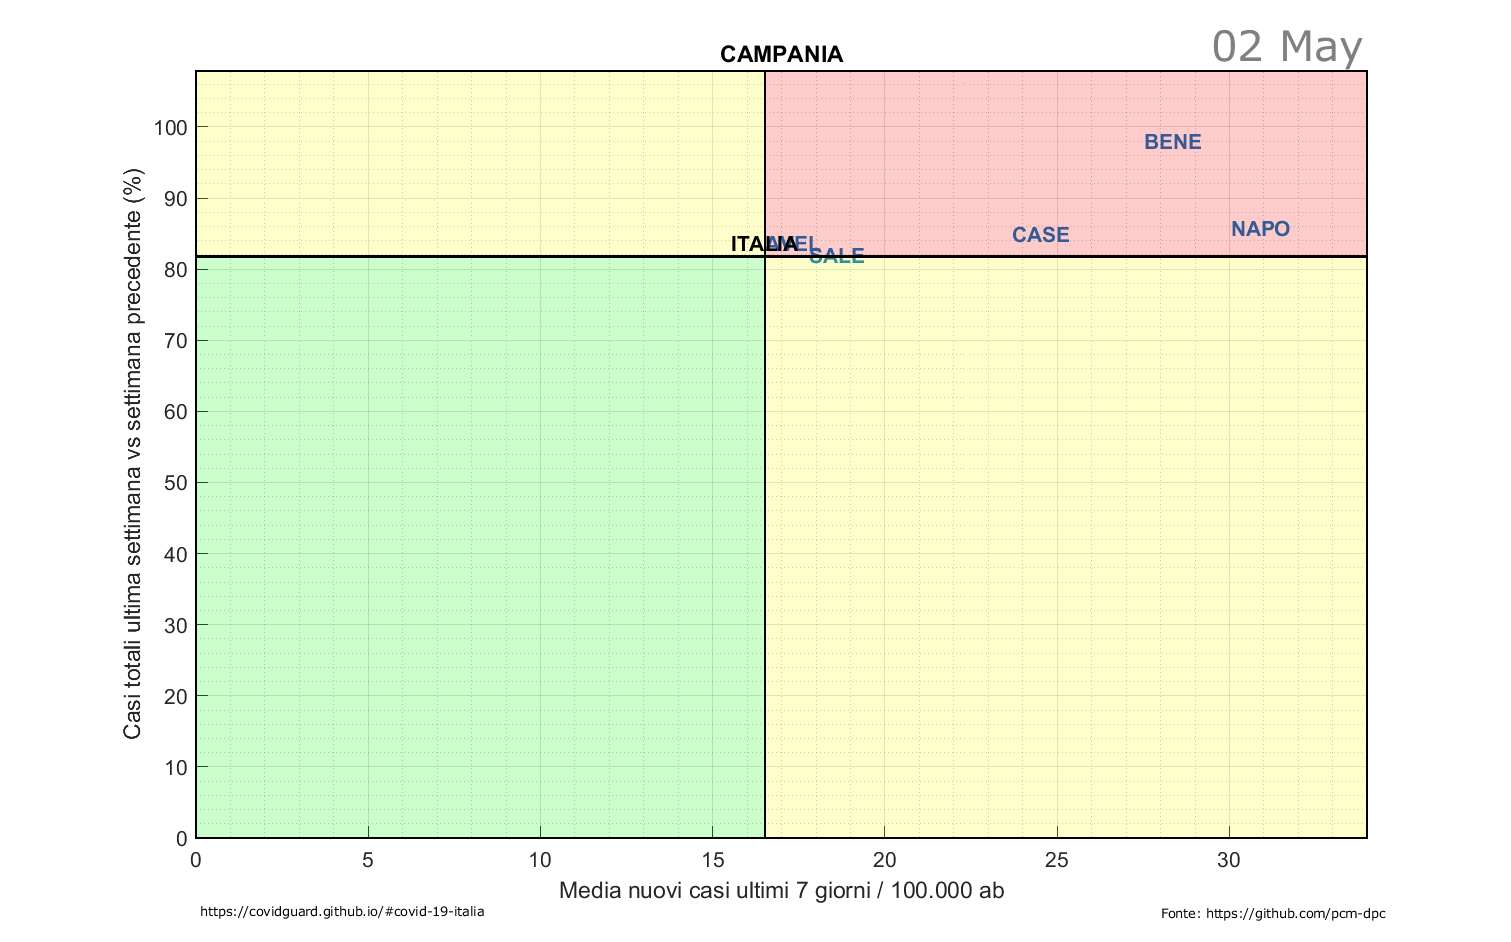 02 May
CAMPANIA
Casi totali ultima settimana vs settimana precedente (%)
100
90
80
70
60
50
40
30
20
10
0
BENE
NAPO
CASE
ITALIA
AVEL
SALE
0 5 10 15 20 25 30
Media nuovi casi ultimi 7 giorni / 100.000 ab
https://covidguard.github.io/#covid-19-italia
Fonte: https://github.com/pcm-dpc